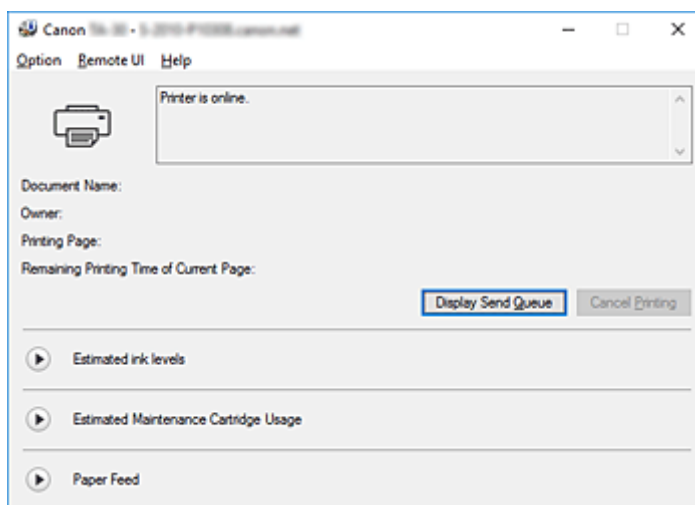 Canon
Option Remote UI Help
Printer is online.
Document Name:
Owner:
Printing Page:
Remaining Printing Time of Current Page:
Display Send Queue Cancel Printing
Estimated ink levels
Estimated Maintenance Cartridge Usage
Paper Feed